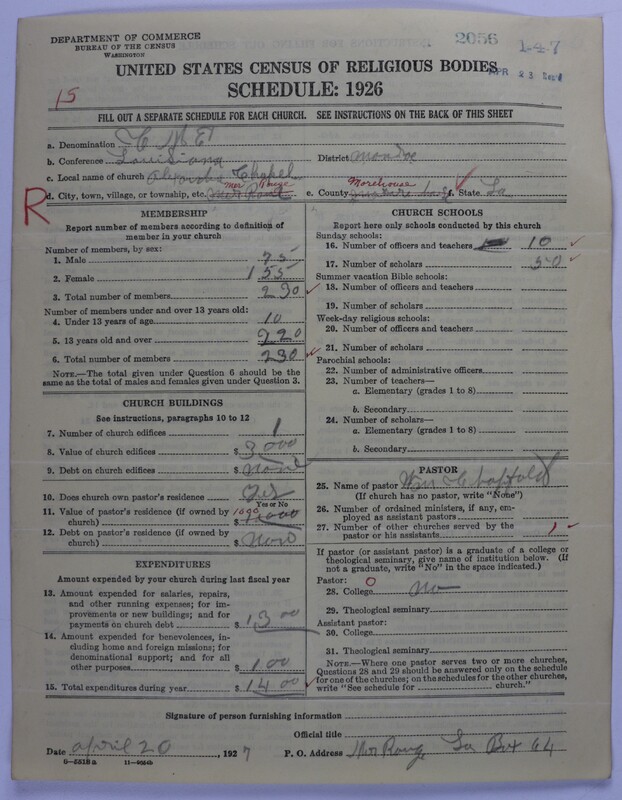 DEPARTMENT OF COMMERCE
BUREAU OF THE CENSUS
WASHINGTON
2056
1-4-7
APR 23
UNITED STATES CENSUS OF RELIGIOUS BODIES
SCHEDULE: 1926
15
FILL OUT A SEPARATE SCHEDULE FOR EACH CHURCH. SEE INSTRUCTIONS ON THE BACK OF THIS SHEET
a. Denomination
b. Conference Louisiana District Monroe
c. Local name of church Chapel
R
d. City, town, village, or township, etc. Mer Rouge e. County Morehouse f. State La
MEMBERSHIP
Report number of members according to definition of member in your church
Number of members, by sex:
1. Male 75
2. Female 155
3. Total number of members 230
Number of members under and over 13 years old:
4. Under 13 years of age 10
5. 13 years old and over 220
6. Total number of members 230
NOTE.—The total given under Question 6 should be the same as the total of males and females given under Question 3.
CHURCH BUILDINGS
See instructions, paragraphs 10 to 12
7. Number of church edifices 1
8. Value of church edifices $ 3000
9. Debt on church edifices $ None
10. Does church own pastor's residence Yes
Yes or No
11. Value of pastor's residence (if owned by church) $ 1000
12. Debt on pastor's residence (if owned by church) $ None
EXPENDITURES
Amount expended by your church during last fiscal year
13. Amount expended for salaries, repairs, and other running expenses; for improvements or new buildings; and for payments on church debt $ 1300
14. Amount expended for benevolences, including home and foreign missions; for denominational support; and for all other purposes $ 100
15. Total expenditures during year $ 1400
CHURCH SCHOOLS
Report here only schools conducted by this church
Sunday schools:
16. Number of officers and teachers 10
17. Number of scholars 50
Summer vacation Bible schools:
18. Number of officers and teachers
19. Number of scholars
Week-day religious schools:
20. Number of officers and teachers
21. Number of scholars
Parochial schools:
22. Number of administrative officers
23. Number of teachers—
a. Elementary (grades 1 to 8)
b. Secondary
24. Number of scholars—
a. Elementary (grades 1 to 8)
b. Secondary
PASTOR
25. Name of pastor Wm
(If church has no pastor, write "None")
26. Number of ordained ministers, if any, employed as assistant pastors
27. Number of other churches served by the pastor or his assistants 1
If pastor (or assistant pastor) is a graduate of a college or theological seminary, give name of institution below. (If not a graduate, write "No" in the space indicated.)
Pastor: O
28. College No
29. Theological seminary
Assistant pastor:
30. College
31. Theological seminary
NOTE.—Where one pastor serves two or more churches, Questions 28 and 29 should be answered only on the schedule for one of the churches; on the schedules for the other churches, write "See schedule for church."
Signature of person furnishing information
Official title
Date April 20, 1927 P. O. Address Mer Rouge La Box 64
6—5518 a 11—9064b